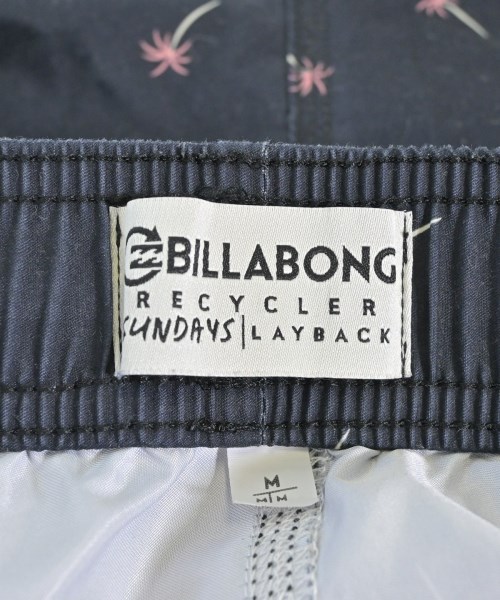 BILLABONG
RECYCLER
SUNDAYS | LAYBACK
M
M | M